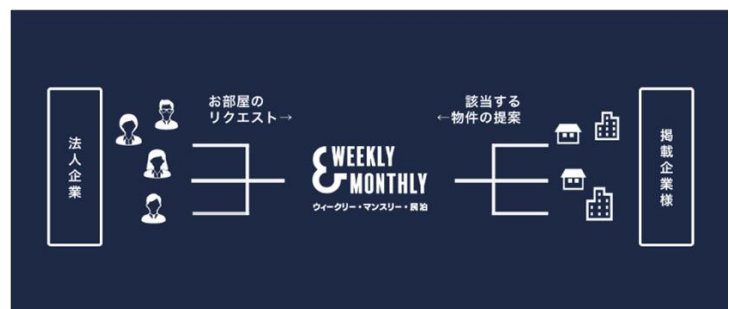 法人企業
お部屋の
リクエスト→
& WEEKLY
MONTHLY
ウィークリー・マンスリー・民泊
該当する
←物件の提案
掲載企業様